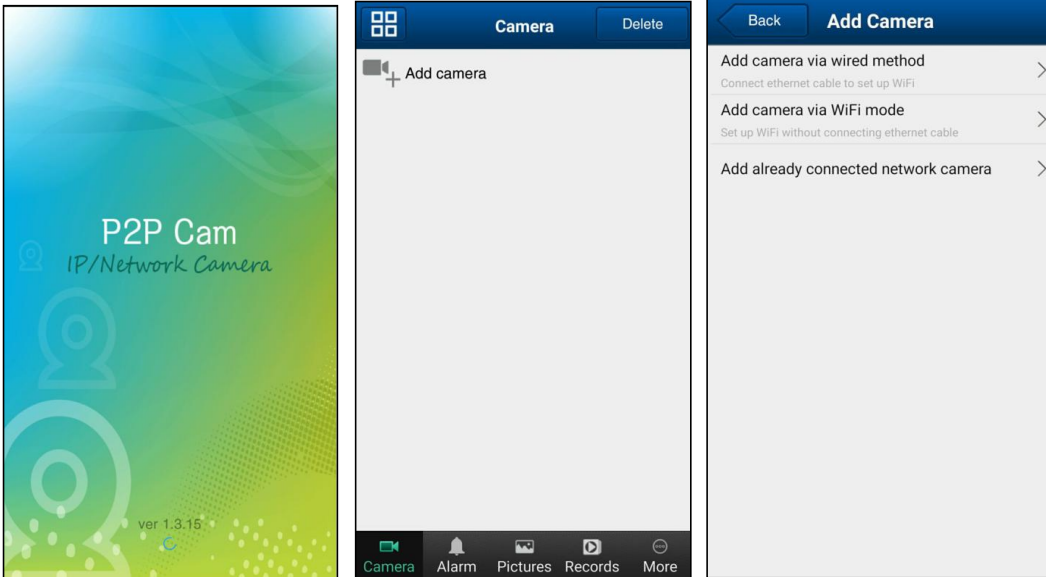 P2P Cam
IP/Network Camera
ver 1.3.15
Camera
Delete
Add camera
Camera
Alarm
Pictures
Records
More
Back
Add Camera
Add camera via wired method
Connect ethernet cable to set up WiFi
Add camera via WiFi mode
Set up WiFi without connecting ethernet cable
Add already connected network camera